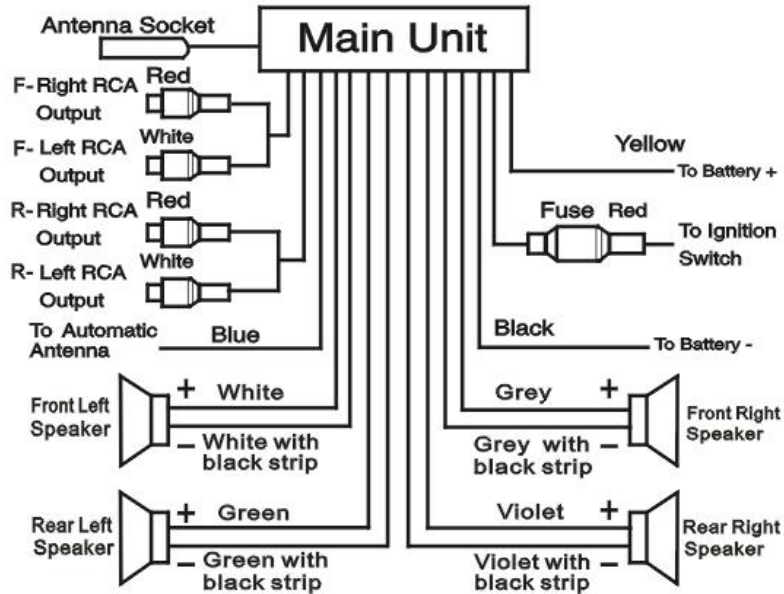 Antenna Socket
Main Unit
F- Right RCA
Output
Red
F- Left RCA
Output
White
R- Right RCA
Output
Red
R- Left RCA
Output
White
To Automatic
Antenna
Blue
Front Left
Speaker
+
White
−
White with
black strip
Rear Left
Speaker
+
Green
−
Green with
black strip
Yellow
To Battery +
Fuse Red
To Ignition
Switch
Black
To Battery -
Grey
+
Front Right
Speaker
Grey with
black strip
−
Violet
+
Rear Right
Speaker
Violet with
black strip
−